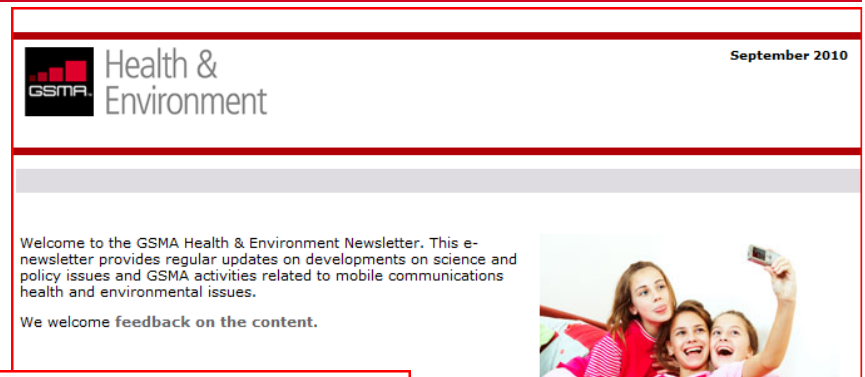 September 2010
GSMA
Health &
Environment
Welcome to the GSMA Health & Environment Newsletter. This e-
newsletter provides regular updates on developments on science and
policy issues and GSMA activities related to mobile communications
health and environmental issues.
We welcome feedback on the content.